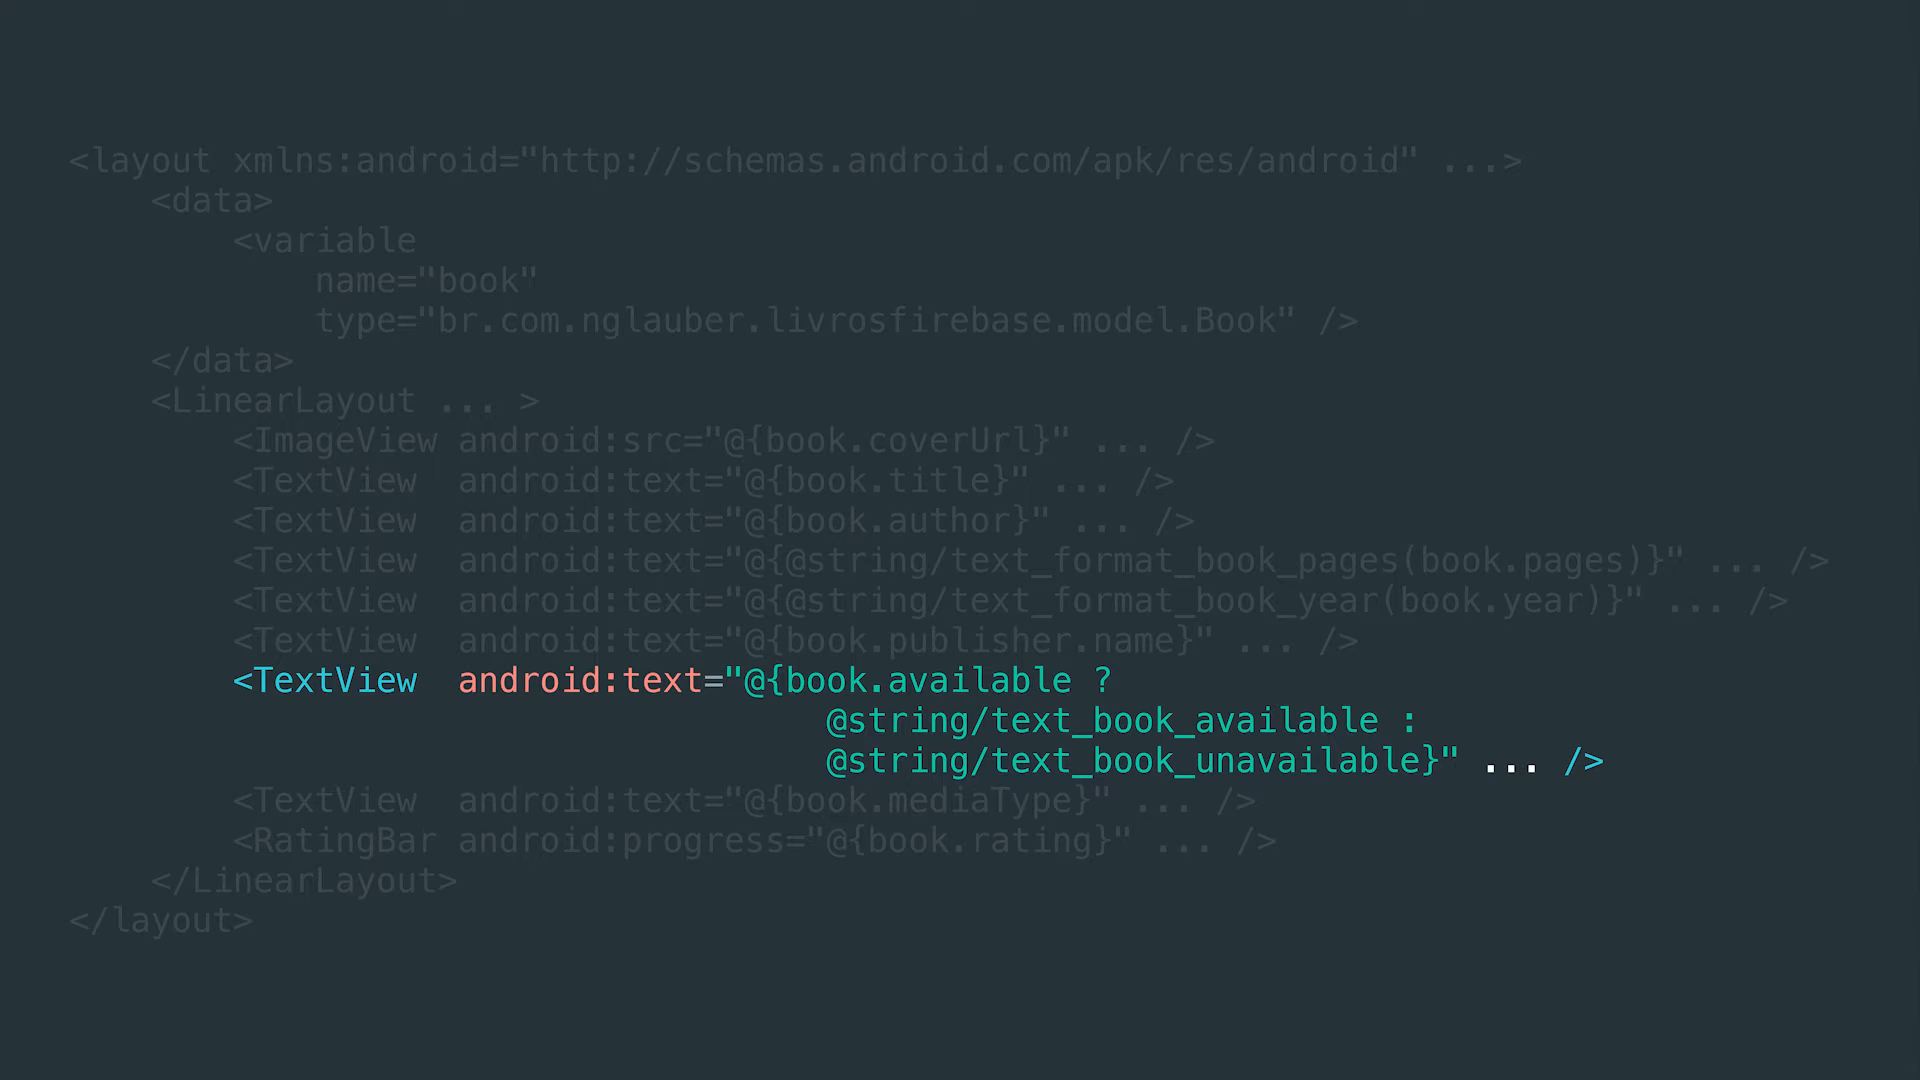 <layout xmlns:android="http://schemas.android.com/apk/res/android" ...>
    <data>
        <variable
            name="book"
            type="br.com.nglauber.livrosfirebase.model.Book" />
    </data>
    <LinearLayout ... >
        <ImageView android:src="@{book.coverUrl}" ... />
        <TextView  android:text="@{book.title}" ... />
        <TextView  android:text="@{book.author}" ... />
        <TextView  android:text="@{@string/text_format_book_pages(book.pages)}" ... />
        <TextView  android:text="@{@string/text_format_book_year(book.year)}" ... />
        <TextView  android:text="@{book.publisher.name}" ... />
        <TextView  android:text="@{book.available ?
                                     @string/text_book_available :
                                     @string/text_book_unavailable}" ... />
        <TextView  android:text="@{book.mediaType}" ... />
        <RatingBar android:progress="@{book.rating}" ... />
    </LinearLayout>
</layout>